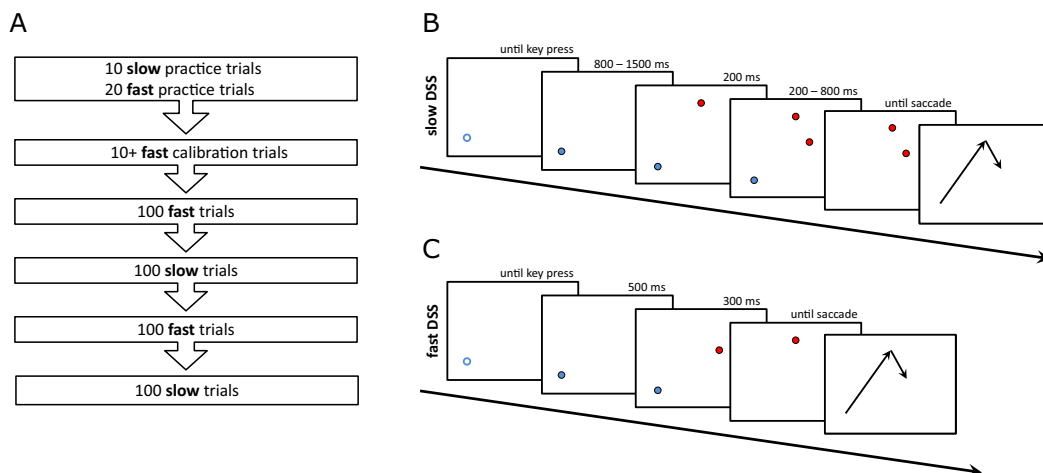 A
10 slow practice trials
20 fast practice trials
10+ fast calibration trials
100 fast trials
100 slow trials
100 fast trials
100 slow trials
B
slow DSS
until key press
800 – 1500 ms
200 ms
200 – 800 ms
until saccade
C
fast DSS
until key press
500 ms
300 ms
until saccade